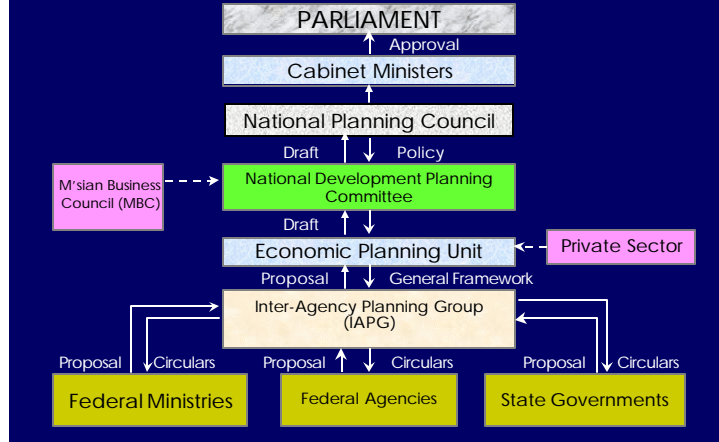 PARLIAMENT
Approval
Cabinet Ministers
National Planning Council
Draft Policy
M'sian Business
Council (MBC)
National Development Planning
Committee
Draft
Economic Planning Unit
Private Sector
Proposal General Framework
Inter-Agency Planning Group
(IAPG)
Proposal Circulars Proposal Circulars Proposal Circulars
Federal Ministries Federal Agencies State Governments